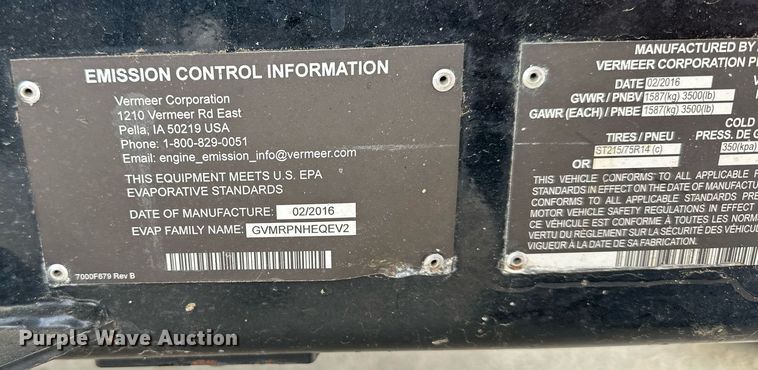 EMISSION CONTROL INFORMATION
Vermeer Corporation
1210 Vermeer Rd East
Pella, IA 50219 USA
Phone: 1-800-829-0051
Email: engine_emission_info@vermeer.com
THIS EQUIPMENT MEETS U.S. EPA
EVAPORATIVE STANDARDS
DATE OF MANUFACTURE: 02/2016
EVAP FAMILY NAME: GVMRPNHEQEV2
7000F679 Rev B
MANUFACTURED BY
VERMEER CORPORATION
DATE 02/2016
GVWR / PNBV 1587(kg) 3500(lb)
GAWR (EACH) / PNBE 1587(kg) 3500(lb)
COLD
TIRES / PNEU PRESS. DE
ST215/75R14 (c) 350(kpa)
OR
THIS VEHICLE CONFORMS TO ALL APPLICABLE
STANDARDS IN EFFECT ON THE DATE OF
CONFORMS TO ALL APPLICABLE STANDARDS
MOTOR VEHICLE SAFETY REGULATIONS IN EFFECT
CE VÉHICULE EST CONFORME À TOUTES LES
VERTU DU RÈGLEMENT SUR LA SÉCURITÉ DES
VIGUEUR À LA DATE DE SA FABRICATION.
Purple Wave Auction